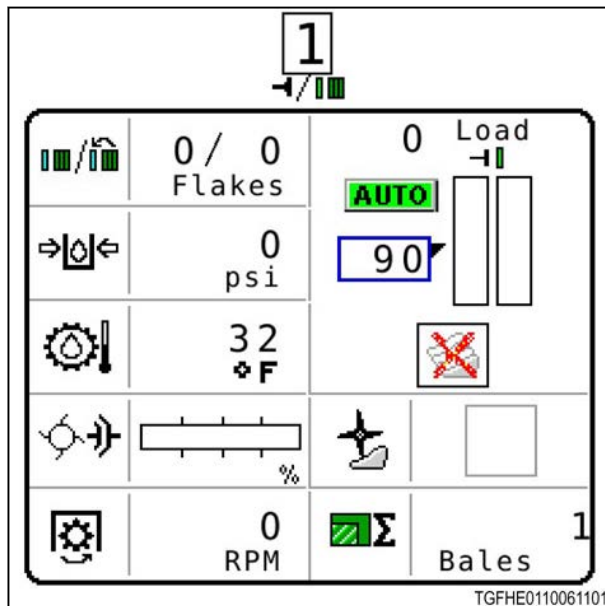 1
0/ 0
Flakes
0
psi
32
°F
%
0
RPM
0
Load
AUTO
90
Σ
1
Bales
TGFHE0110061101